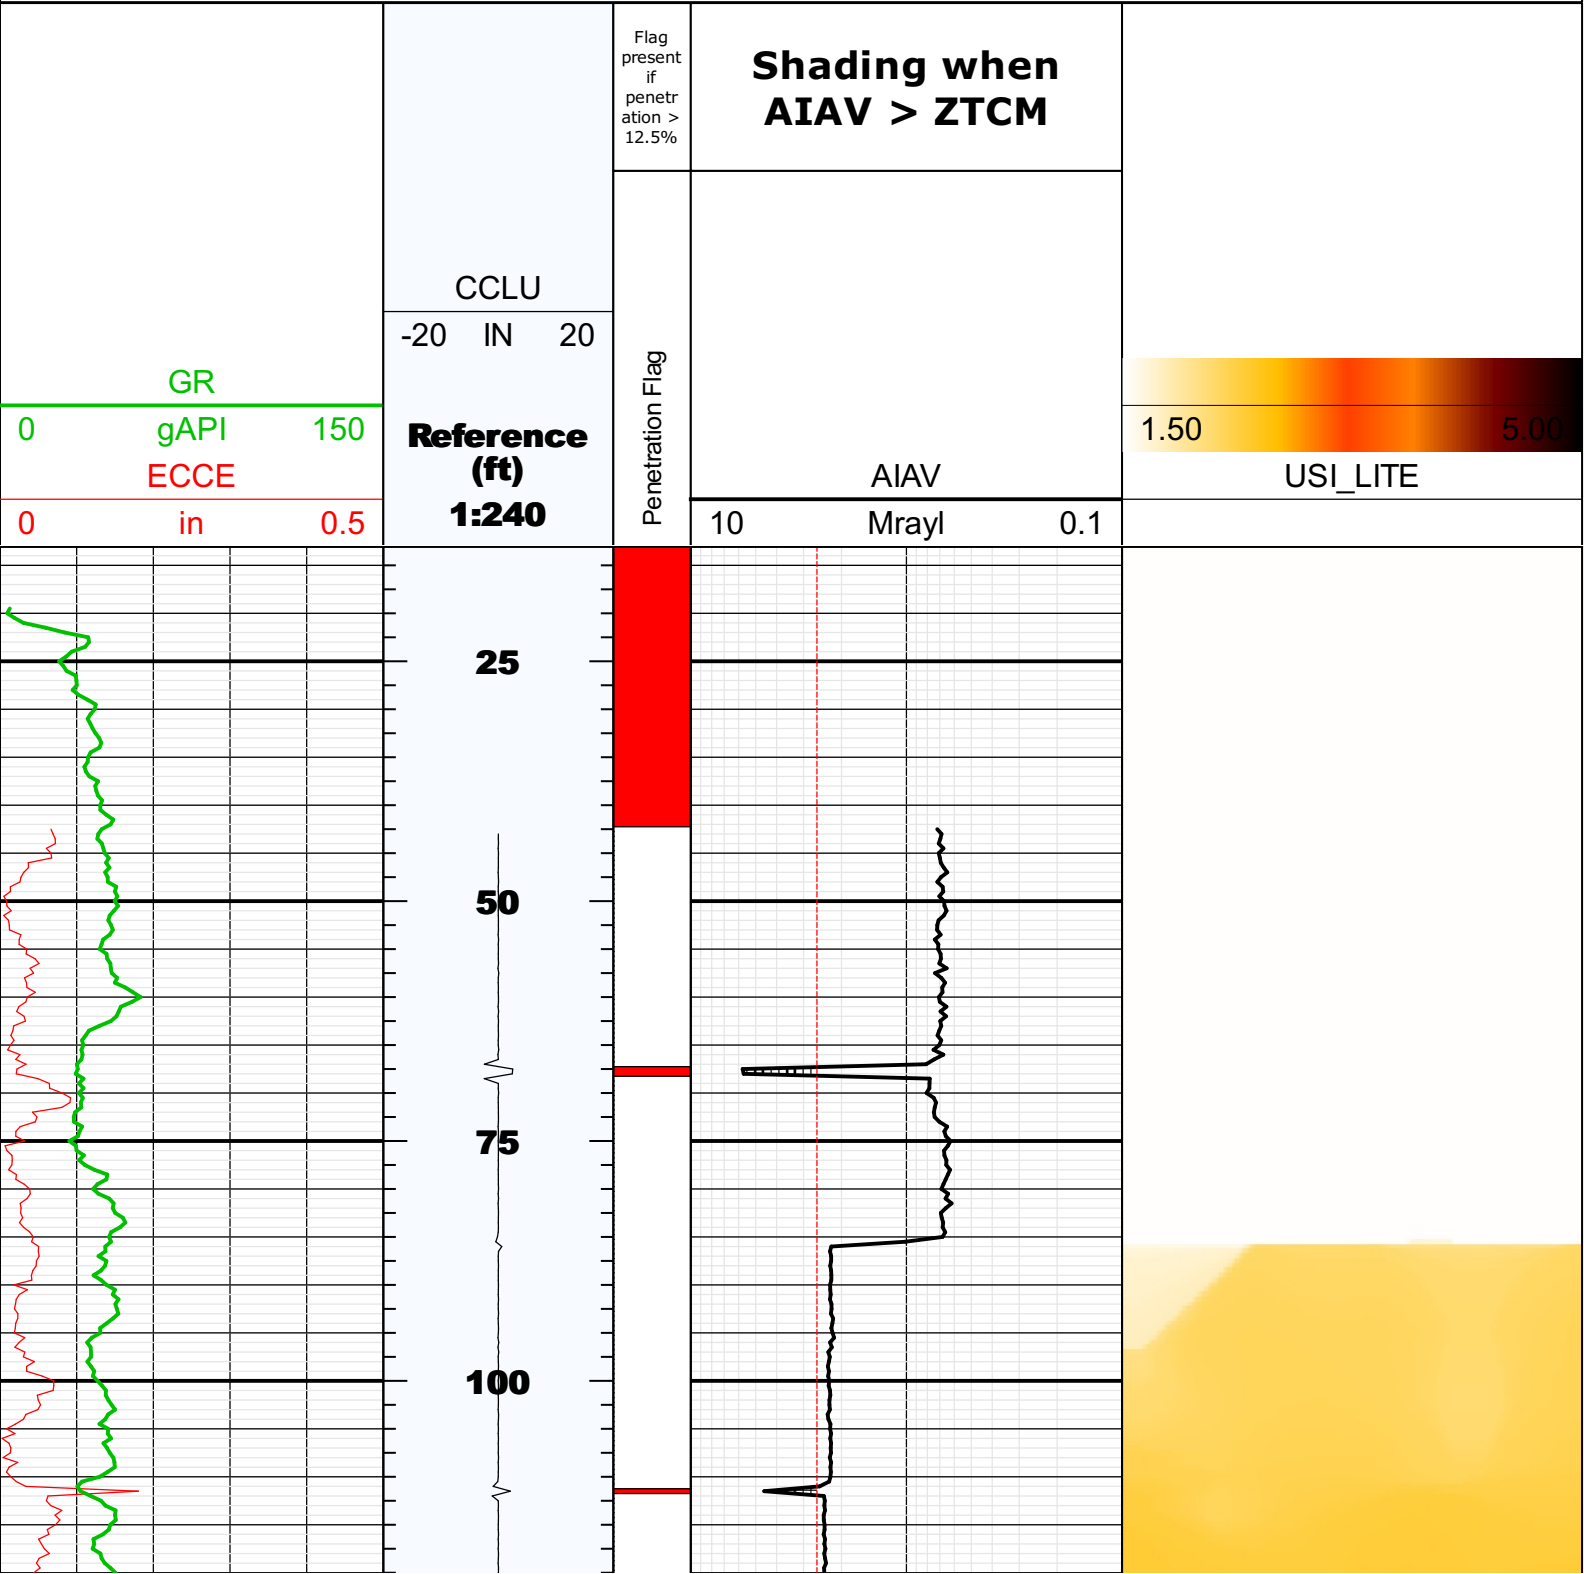 Flag
present
if
penetr
ation >
12.5%
Shading when
AIAV > ZTCM
CCLU
-20 IN 20
GR
0 gAPI 150
ECCE
0 in 0.5
Reference
(ft)
1:240
Penetration Flag
AIAV
10 Mrayl 0.1
1.50 5.00
USI_LITE
25
50
75
100